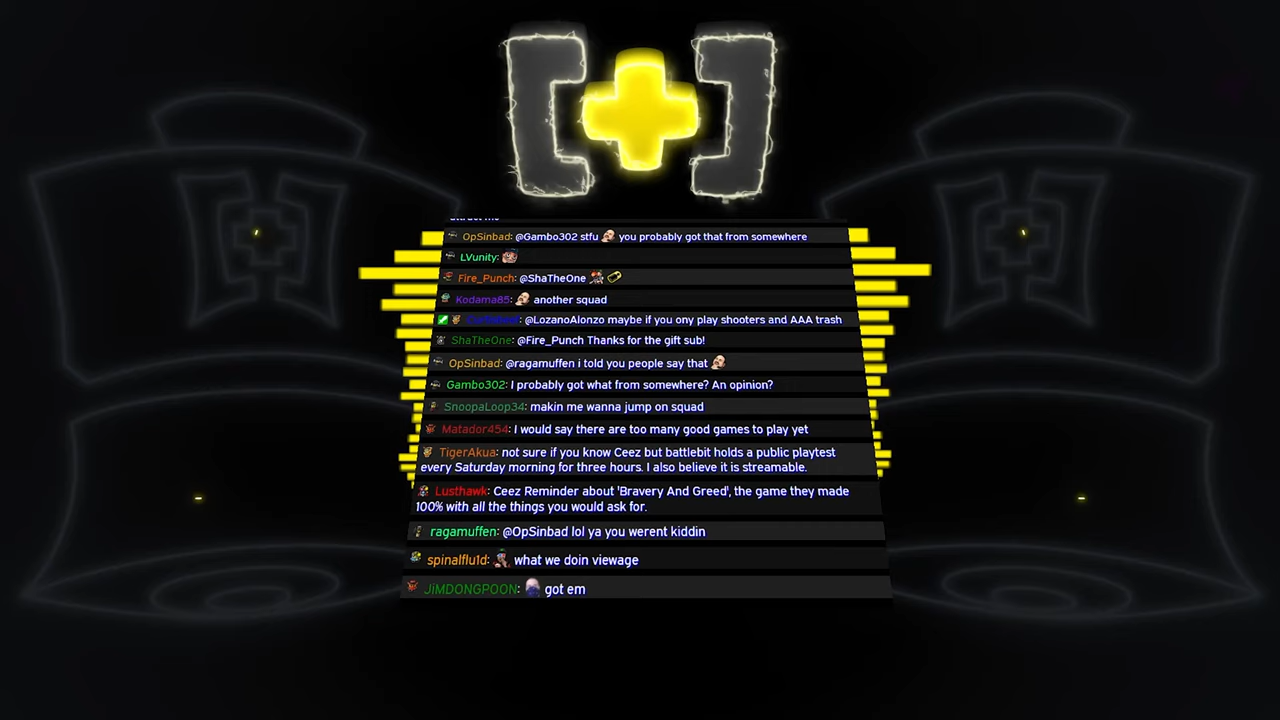 attract me
OpSinbad: @Gambo302 stfu you probably got that from somewhere
LVunity:
Fire_Punch: @ShaTheOne
Kodama85: another squad
: @LozanoAlonzo maybe if you ony play shooters and AAA trash
ShaTheOne: @Fire_Punch Thanks for the gift sub!
OpSinbad: @ragamuffen i told you people say that
Gambo302: I probably got what from somewhere? An opinion?
SnoopaLoop34: makin me wanna jump on squad
Matador454: I would say there are too many good games to play yet
TigerAkua: not sure if you know Ceez but battlebit holds a public playtest
every Saturday morning for three hours. I also believe it is streamable.
Lusthawk: Ceez Reminder about 'Bravery And Greed', the game they made
100% with all the things you would ask for.
ragamuffen: @OpSinbad lol ya you werent kiddin
spinalflu1d: what we doin viewage
JiMDONGPOON: got em